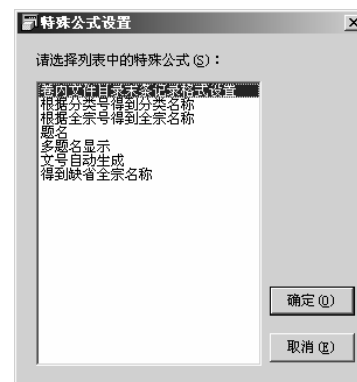 特殊公式设置
请选择列表中的特殊公式(S)：
卷内文件目录末条记录格式设置
根据分类号得到分类名称
根据全宗号得到全宗名称
题名
多题名显示
文号自动生成
得到缺省全宗名称
确定(O)
取消(E)